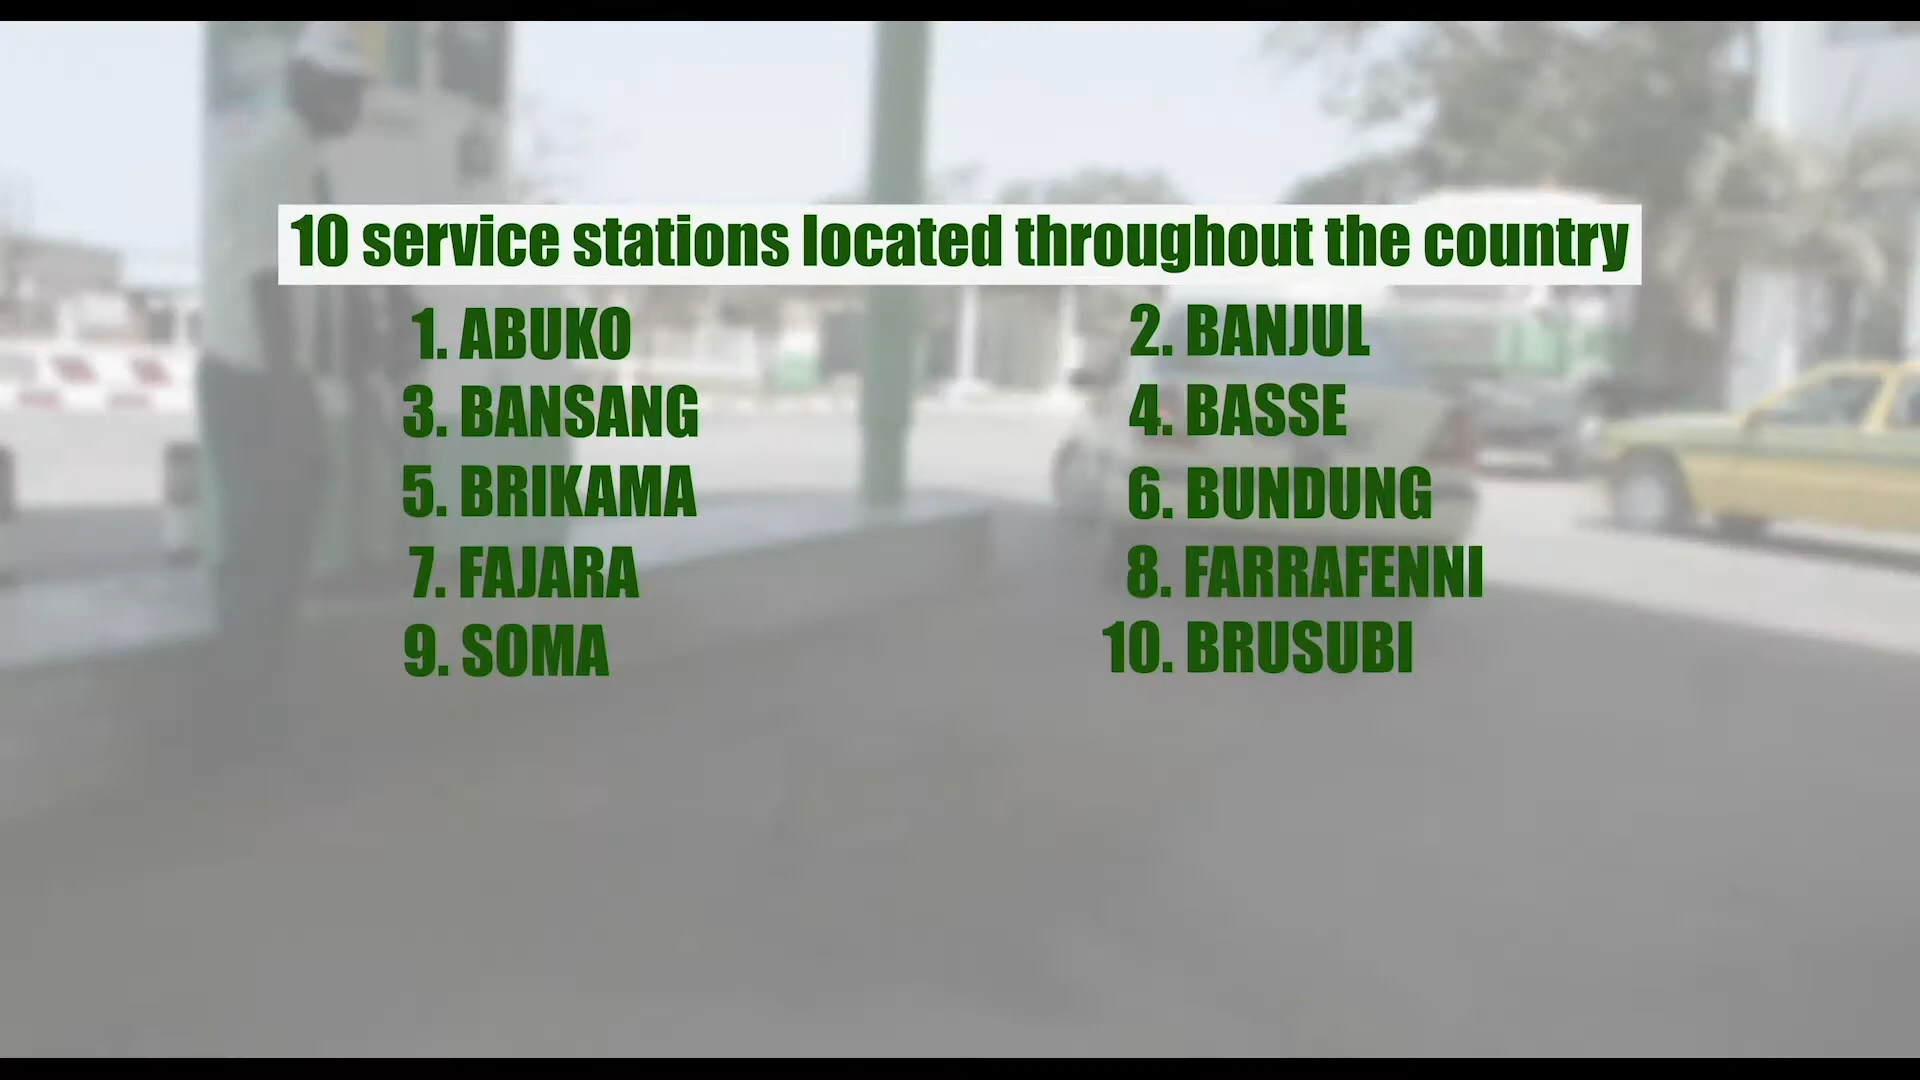 10 service stations located throughout the country
1. ABUKO
2. BANJUL
3. BANSANG
4. BASSE
5. BRIKAMA
6. BUNDUNG
7. FAJARA
8. FARRAFENNI
9. SOMA
10. BRUSUBI